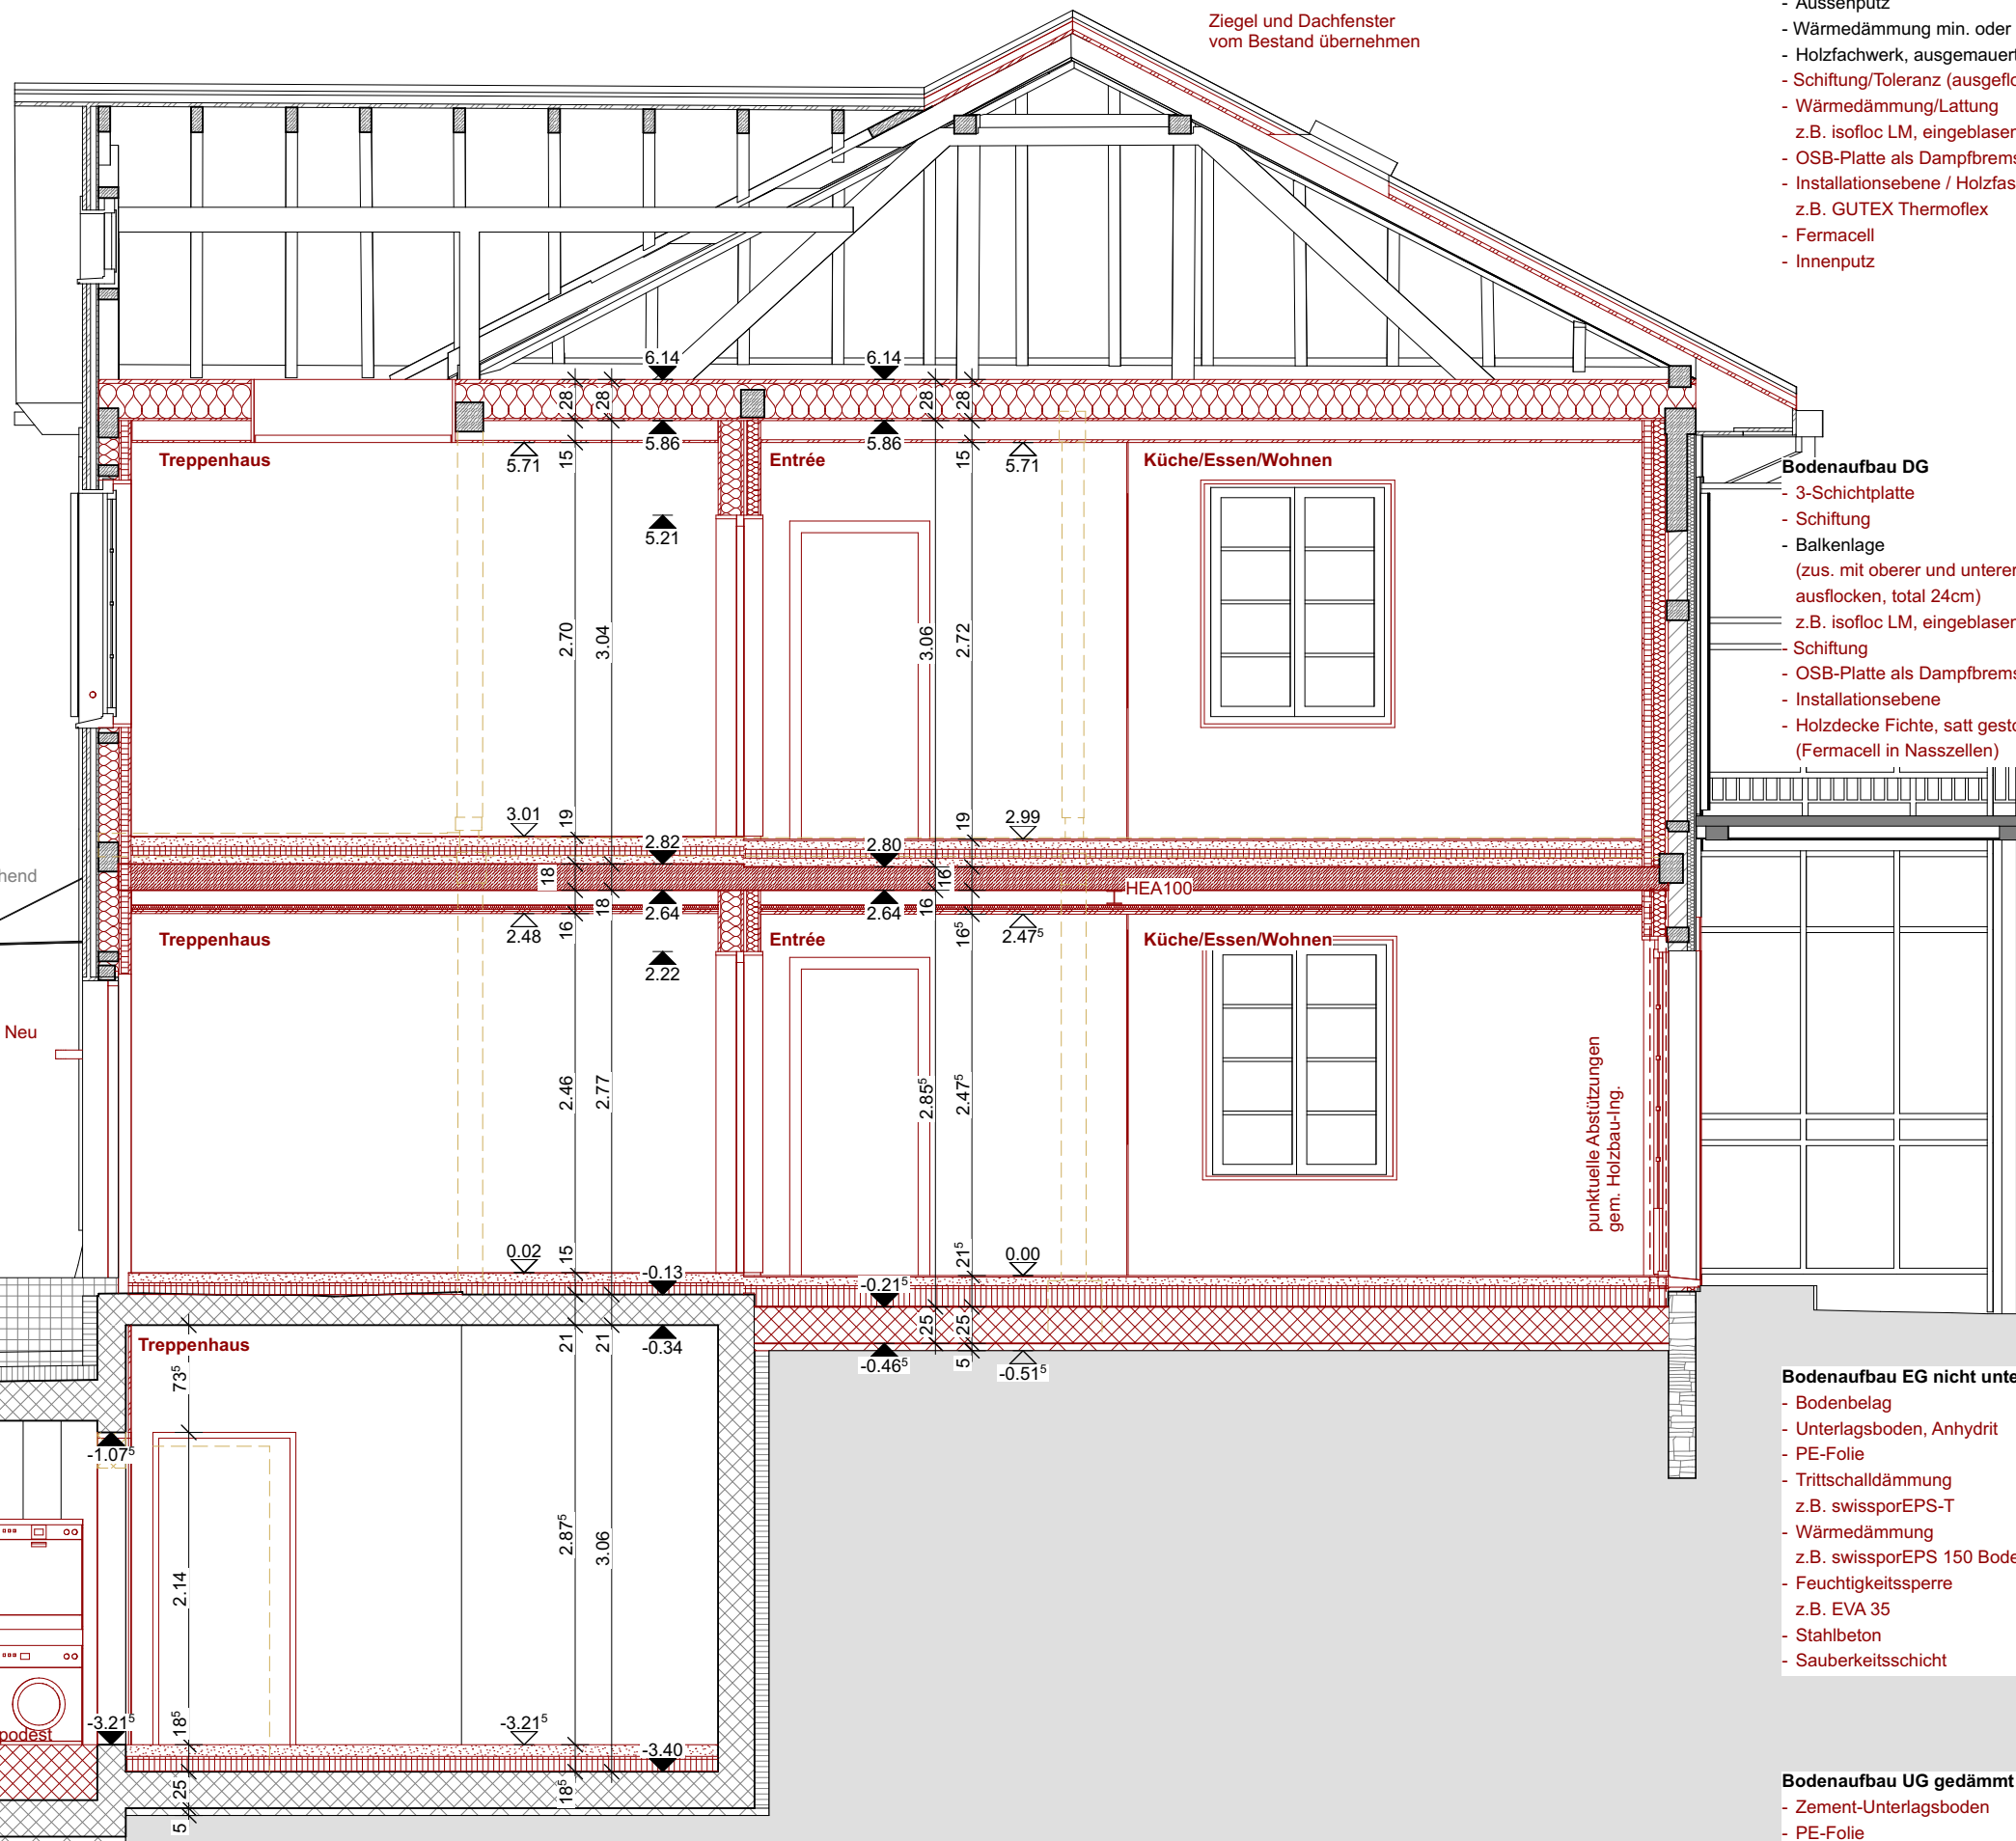 Ziegel und Dachfenster
vom Bestand übernehmen
- Aussenputz
- Wärmedämmung min. oder
- Holzfachwerk, ausgemauert
- Schiftung/Toleranz (ausgeflo
- Wärmedämmung/Lattung
z.B. isofloc LM, eingeblasen
- OSB-Platte als Dampfbrems
- Installationsebene / Holzfas
z.B. GUTEX Thermoflex
- Fermacell
- Innenputz
6.14
6.14
28
28
28
28
5.86
5.86
5.71
5.71
15
15
Treppenhaus
Entrée
Küche/Essen/Wohnen
5.21
2.70
3.04
3.06
2.72
Bodenaufbau DG
- 3-Schichtplatte
- Schiftung
- Balkenlage
(zus. mit oberer und unterer
ausflocken, total 24cm)
z.B. isofloc LM, eingeblasen
- Schiftung
- OSB-Platte als Dampfbrems
- Installationsebene
- Holzdecke Fichte, satt gesto
(Fermacell in Nasszellen)
3.01
19
19
2.99
2.82
2.80
hend
18
16
HEA100
18
16
2.64
2.64
2.48
16
16⁵
2.47⁵
Treppenhaus
Entrée
Küche/Essen/Wohnen
2.22
Neu
2.46
2.77
2.85⁵
2.47⁵
punktuelle Abstützungen
gem. Holzbau-Ing.
0.02
15
21⁵
0.00
-0.13
-0.21⁵
Treppenhaus
21
21
-0.34
25
25
-0.46⁵
5
-0.51⁵
73⁵
-1.07⁵
2.14
2.87⁵
3.06
Bodenaufbau EG nicht unte
- Bodenbelag
- Unterlagsboden, Anhydrit
- PE-Folie
- Trittschalldämmung
z.B. swissporEPS-T
- Wärmedämmung
z.B. swissporEPS 150 Bode
- Feuchtigkeitssperre
z.B. EVA 35
- Stahlbeton
- Sauberkeitsschicht
podest
-3.21⁵
18⁵
-3.21⁵
-3.40
25
18⁵
5
Bodenaufbau UG gedämmt
- Zement-Unterlagsboden
- PE-Folie